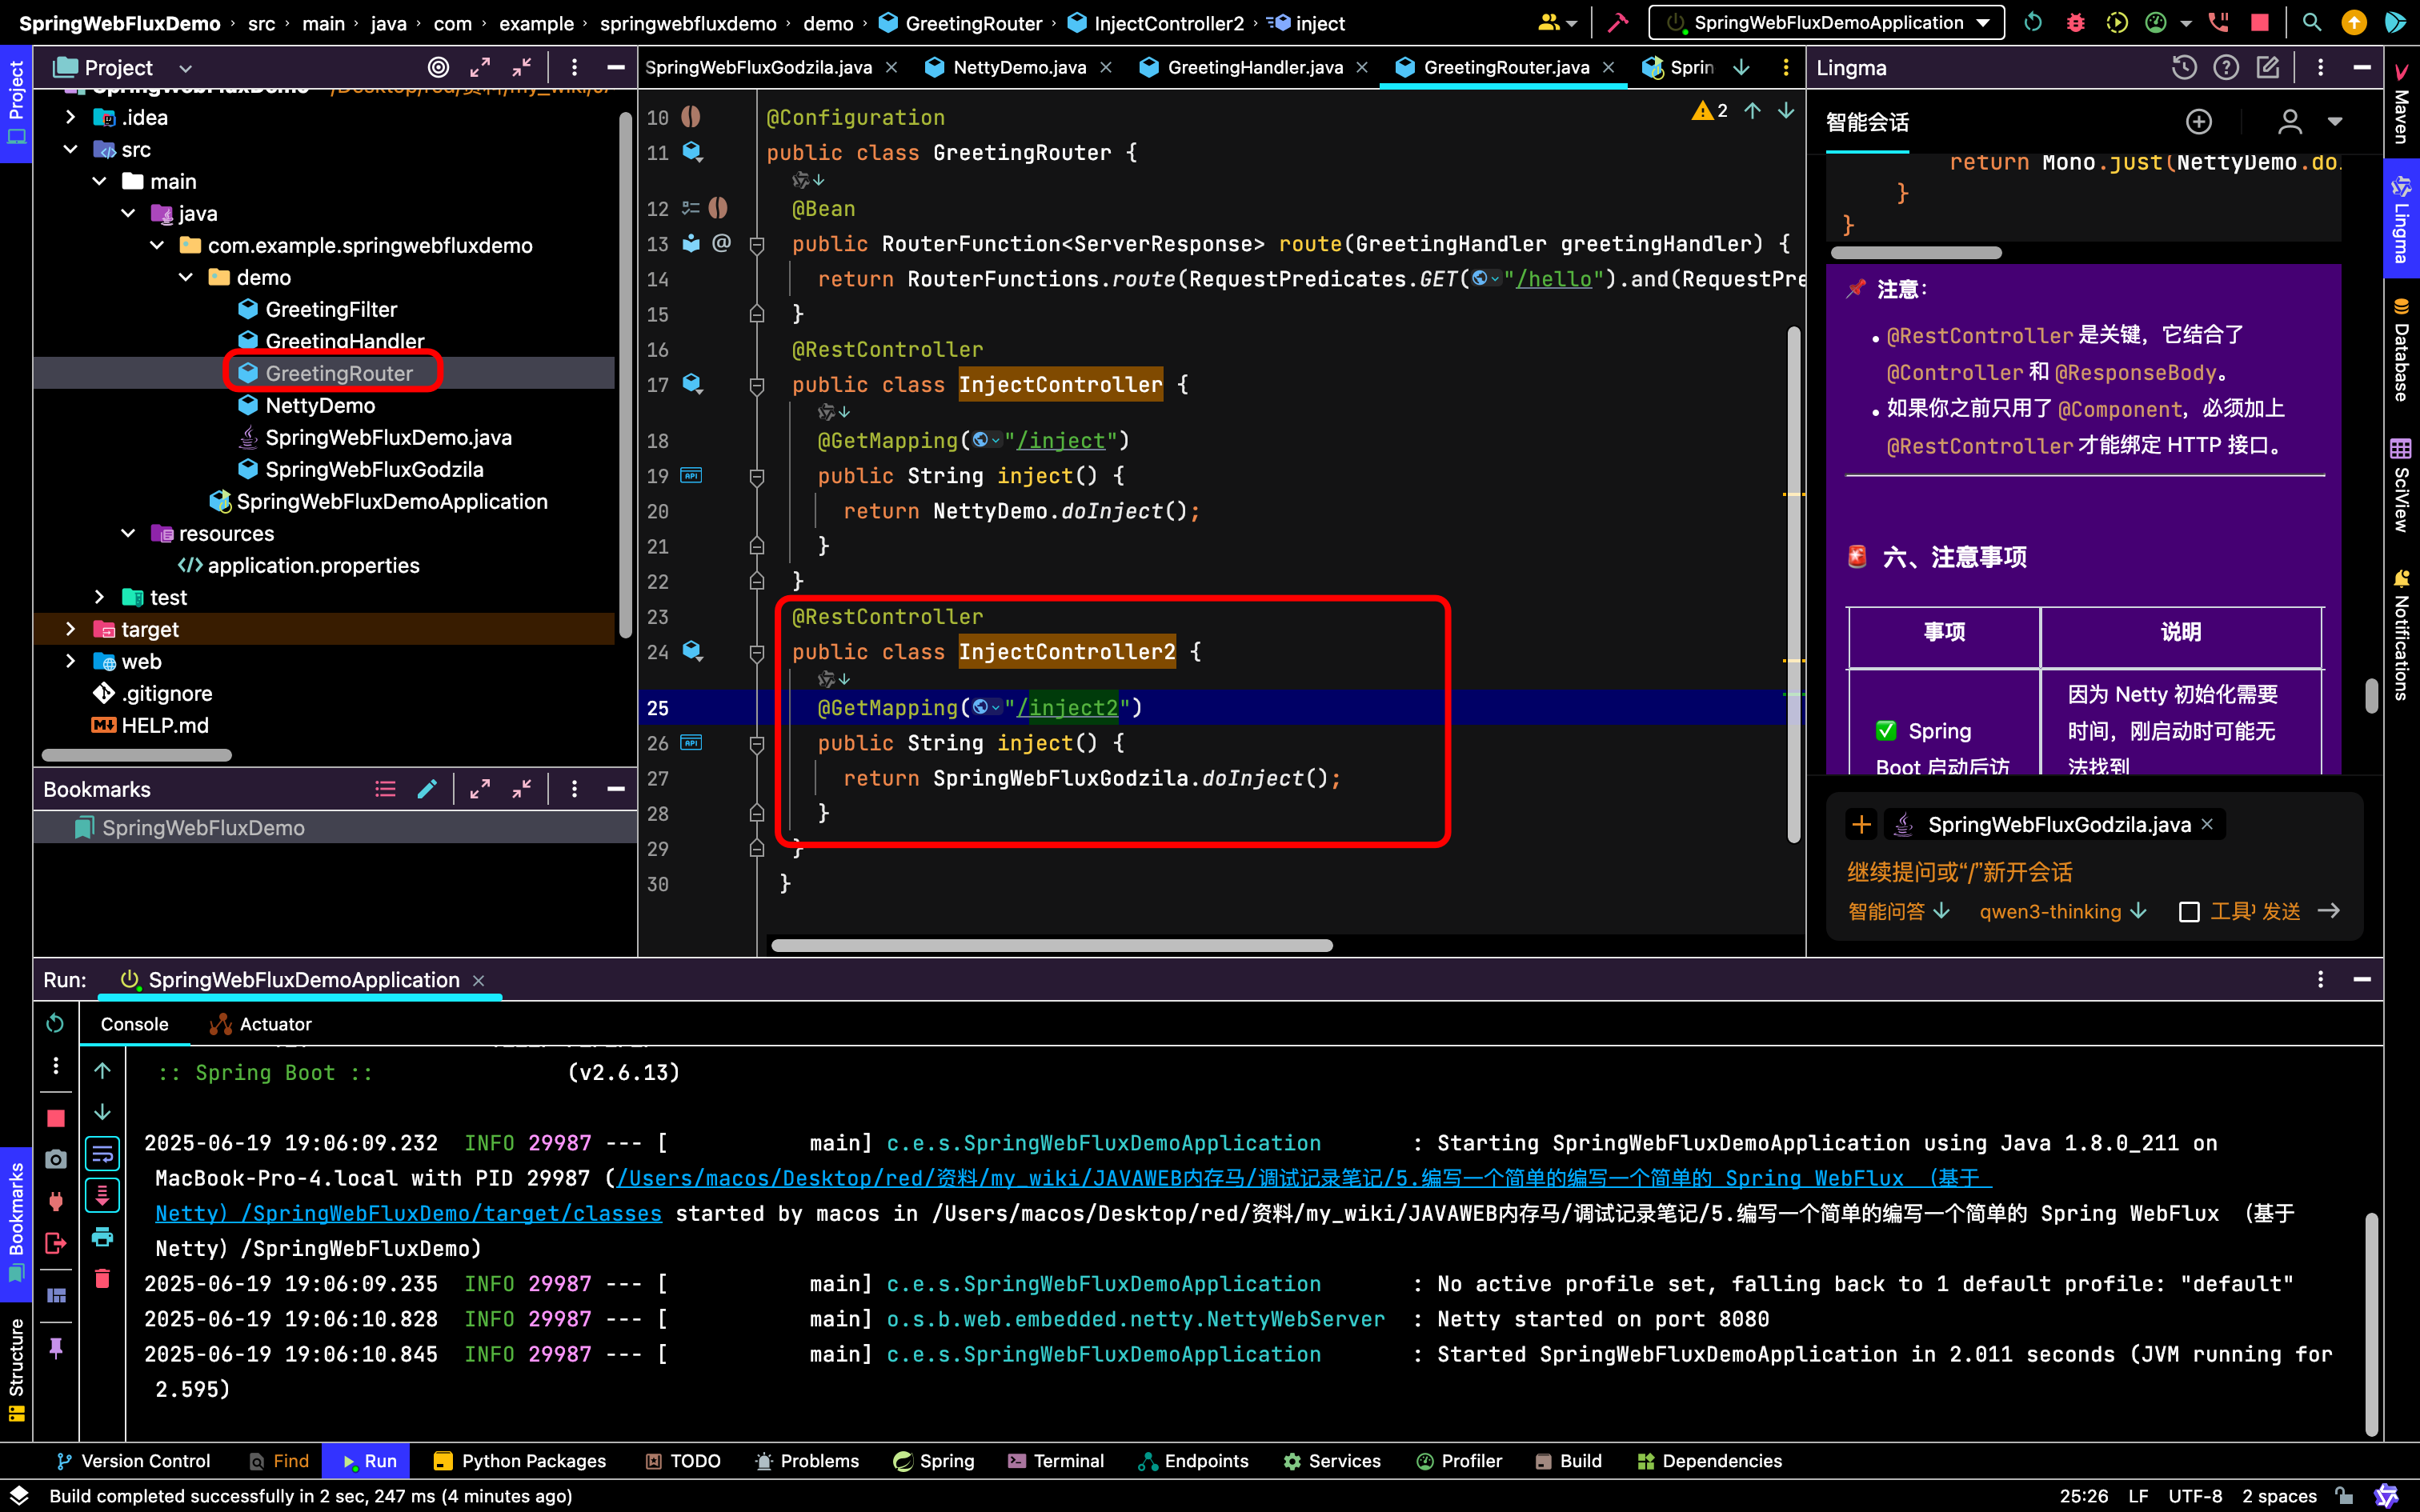 SpringWebFluxDemo › src › main › java › com › example › springwebfluxdemo › demo › GreetingRouter › InjectController2 › inject
SpringWebFluxDemoApplication
Project
SpringWebFluxGodzila.java
NettyDemo.java
GreetingHandler.java
GreetingRouter.java
Sprin
Lingma
SpringWebFluxDemo ~/Desktop/red/资料/my_wiki/J
.idea
src
main
java
com.example.springwebfluxdemo
demo
GreetingFilter
GreetingHandler
GreetingRouter
NettyDemo
SpringWebFluxDemo.java
SpringWebFluxGodzila
SpringWebFluxDemoApplication
resources
application.properties
test
target
web
.gitignore
HELP.md
Bookmarks
SpringWebFluxDemo
2
10 @Configuration
11 public class GreetingRouter {
12 @Bean
13 public RouterFunction<ServerResponse> route(GreetingHandler greetingHandler) {
14 return RouterFunctions.route(RequestPredicates.GET("/hello").and(RequestPre
15 }
16 @RestController
17 public class InjectController {
18 @GetMapping("/inject")
19 public String inject() {
20 return NettyDemo.doInject();
21 }
22 }
23 @RestController
24 public class InjectController2 {
25 @GetMapping("/inject2")
26 public String inject() {
27 return SpringWebFluxGodzila.doInject();
28 }
29 }
30 }
智能会话
return Mono.just(NettyDemo.do
}
}
📌 注意:
• @RestController 是关键，它结合了
@Controller 和 @ResponseBody。
• 如果你之前只用了 @Component，必须加上
@RestController 才能绑定 HTTP 接口。
🚨 六、注意事项
事项 说明
✅ Spring
Boot 启动后访
因为 Netty 初始化需要
时间，刚启动时可能无
法找到
SpringWebFluxGodzila.java
继续提问或“/”新开会话
智能问答 qwen3-thinking 工具 发送
Project
Bookmarks
Structure
Maven
Lingma
Database
SciView
Notifications
Run: SpringWebFluxDemoApplication
Console Actuator
:: Spring Boot :: (v2.6.13)
2025-06-19 19:06:09.232 INFO 29987 --- [ main] c.e.s.SpringWebFluxDemoApplication : Starting SpringWebFluxDemoApplication using Java 1.8.0_211 on
MacBook-Pro-4.local with PID 29987 (/Users/macos/Desktop/red/资料/my_wiki/JAVAWEB内存马/调试记录笔记/5.编写一个简单的编写一个简单的 Spring WebFlux （基于
Netty）/SpringWebFluxDemo/target/classes started by macos in /Users/macos/Desktop/red/资料/my_wiki/JAVAWEB内存马/调试记录笔记/5.编写一个简单的编写一个简单的 Spring WebFlux （基于
Netty）/SpringWebFluxDemo)
2025-06-19 19:06:09.235 INFO 29987 --- [ main] c.e.s.SpringWebFluxDemoApplication : No active profile set, falling back to 1 default profile: "default"
2025-06-19 19:06:10.828 INFO 29987 --- [ main] o.s.b.web.embedded.netty.NettyWebServer : Netty started on port 8080
2025-06-19 19:06:10.845 INFO 29987 --- [ main] c.e.s.SpringWebFluxDemoApplication : Started SpringWebFluxDemoApplication in 2.011 seconds (JVM running for
2.595)
Version Control Find Run Python Packages TODO Problems Spring Terminal Endpoints Services Profiler Build Dependencies
Build completed successfully in 2 sec, 247 ms (4 minutes ago)
25:26 LF UTF-8 2 spaces